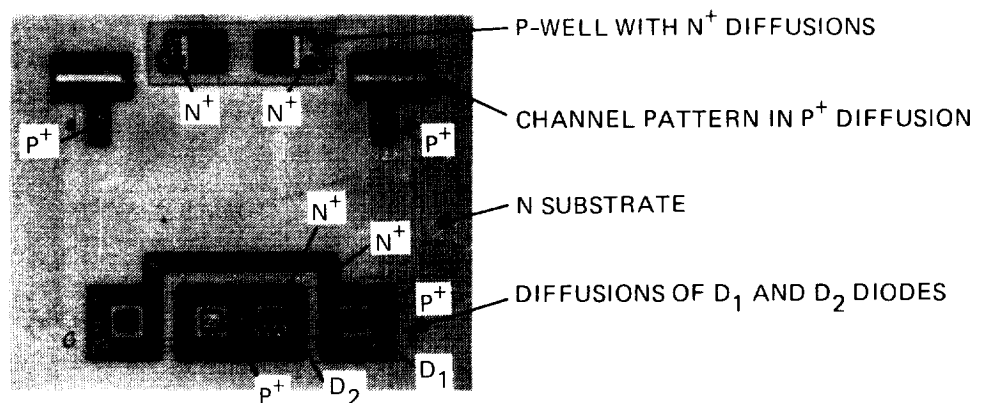 P-WELL WITH N⁺ DIFFUSIONS
N⁺ N⁺
CHANNEL PATTERN IN P⁺ DIFFUSION
P⁺ P⁺
N⁺
N SUBSTRATE
N⁺
P⁺
DIFFUSIONS OF D₁ AND D₂ DIODES
D₁
P⁺ D₂